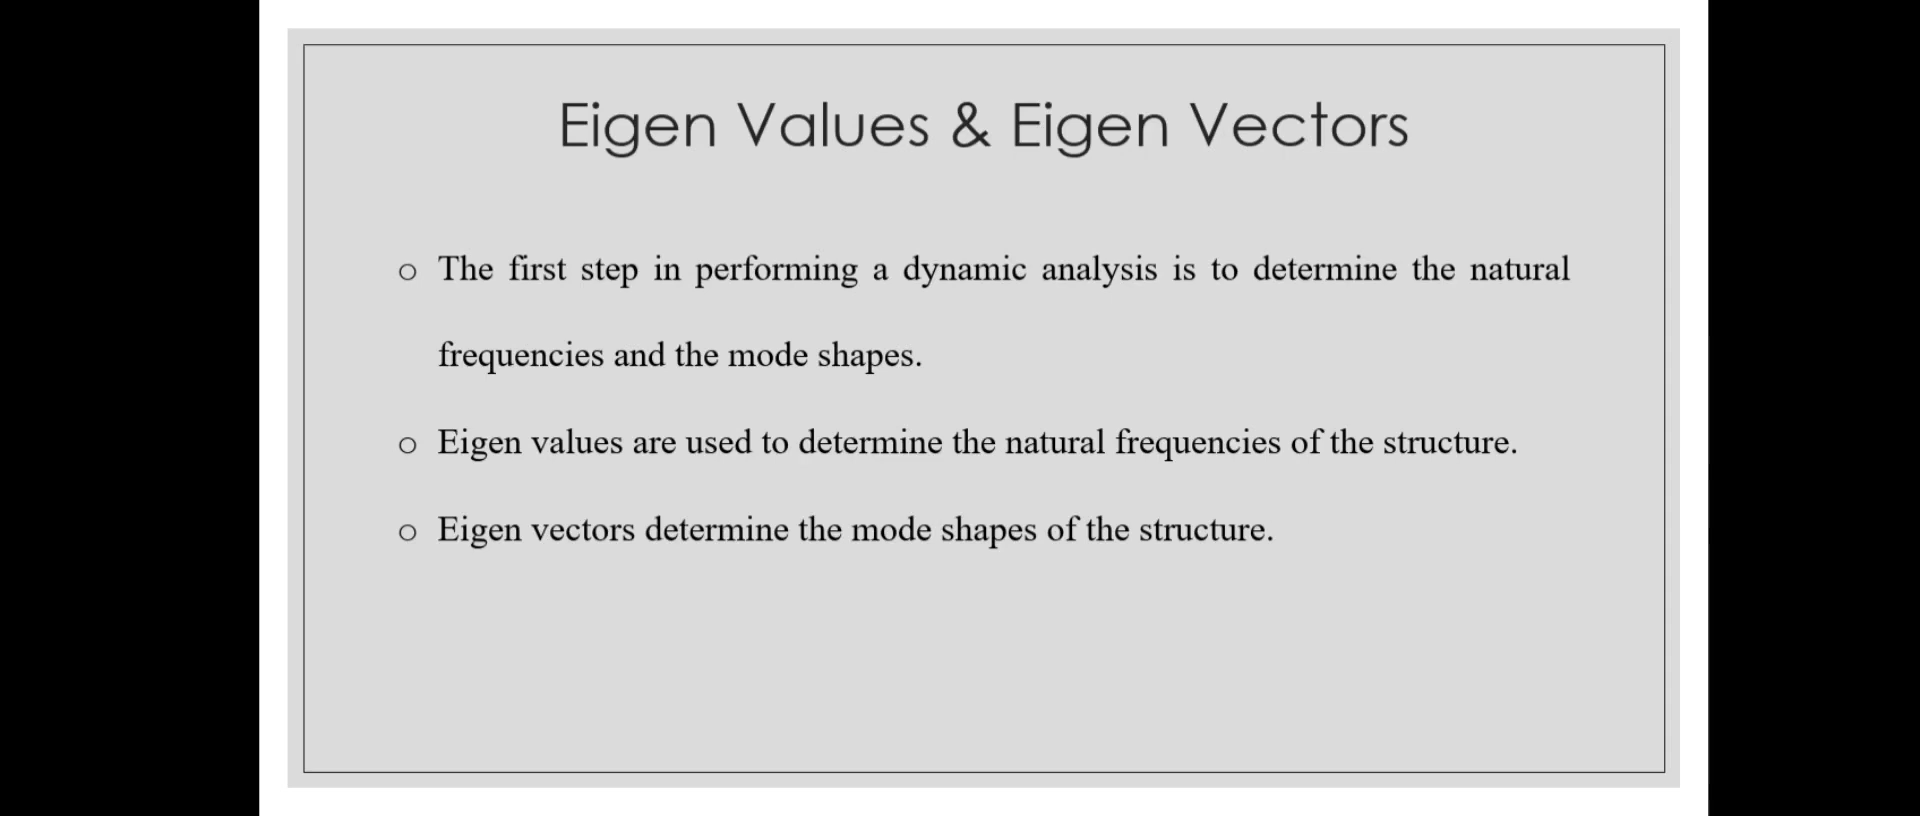 Eigen Values & Eigen Vectors
○ The first step in performing a dynamic analysis is to determine the natural
frequencies and the mode shapes.
○ Eigen values are used to determine the natural frequencies of the structure.
○ Eigen vectors determine the mode shapes of the structure.